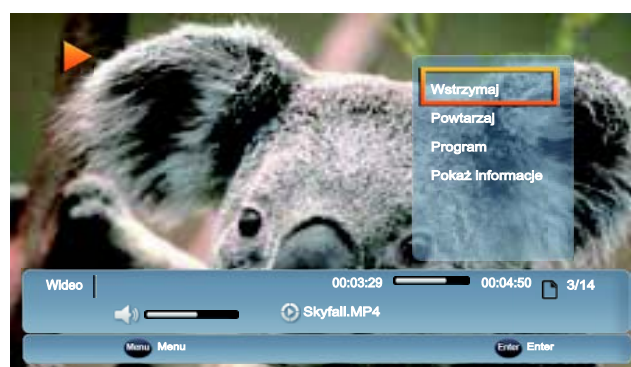 Wstrzymaj
Powtarzaj
Program
Pokaż informacje
Wideo 00:03:29 00:04:50 3/14
Skyfall.MP4
Menu Menu Enter Enter